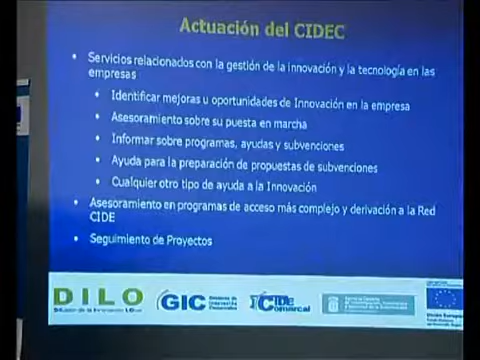 Actuación del CIDEC
• Servicios relacionados con la gestión de la innovación y la tecnología en las
empresas
• Identificar mejoras u oportunidades de Innovación en la empresa
• Asesoramiento sobre su puesta en marcha
• Informar sobre programas, ayudas y subvenciones
• Ayuda para la preparación de propuestas de subvenciones
• Cualquier otro tipo de ayuda a la Innovación
• Asesoramiento en programas de acceso más complejo y derivación a la Red
CIDE
• Seguimiento de Proyectos
DILO
GIC
CIDE
Comarcal
Unión Europea